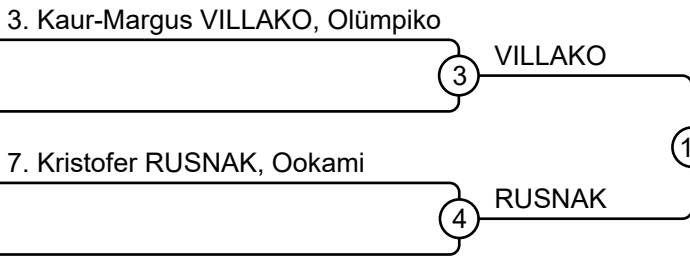 3. Kaur-Margus VILLAKO, Olümpiko
3
VILLAKO
7. Kristofer RUSNAK, Ookami
4
RUSNAK